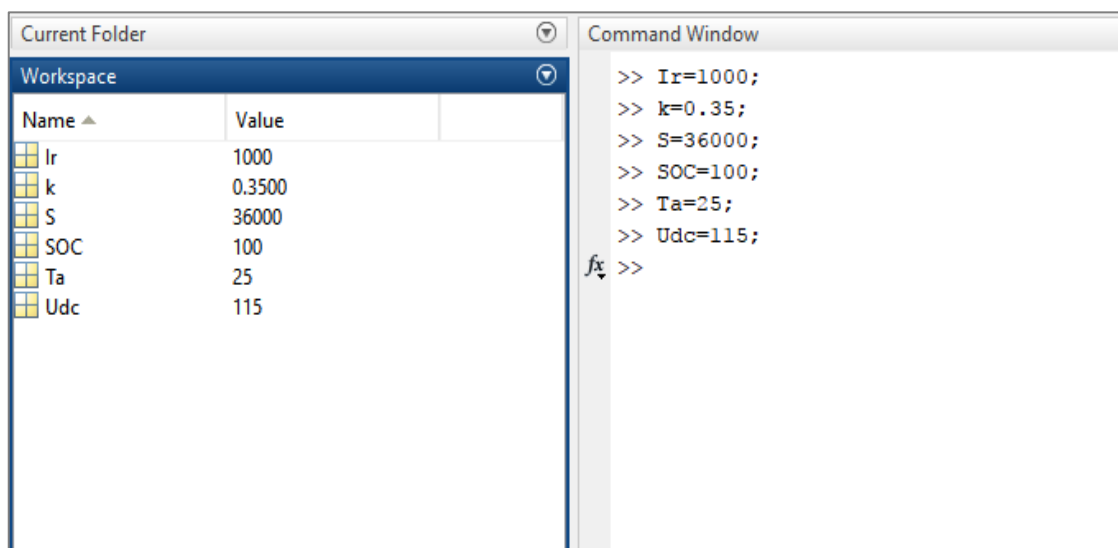 Current Folder
Workspace
Name Value
Ir 1000
k 0.3500
S 36000
SOC 100
Ta 25
Udc 115
Command Window
>> Ir=1000;
>> k=0.35;
>> S=36000;
>> SOC=100;
>> Ta=25;
>> Udc=115;
fx >>